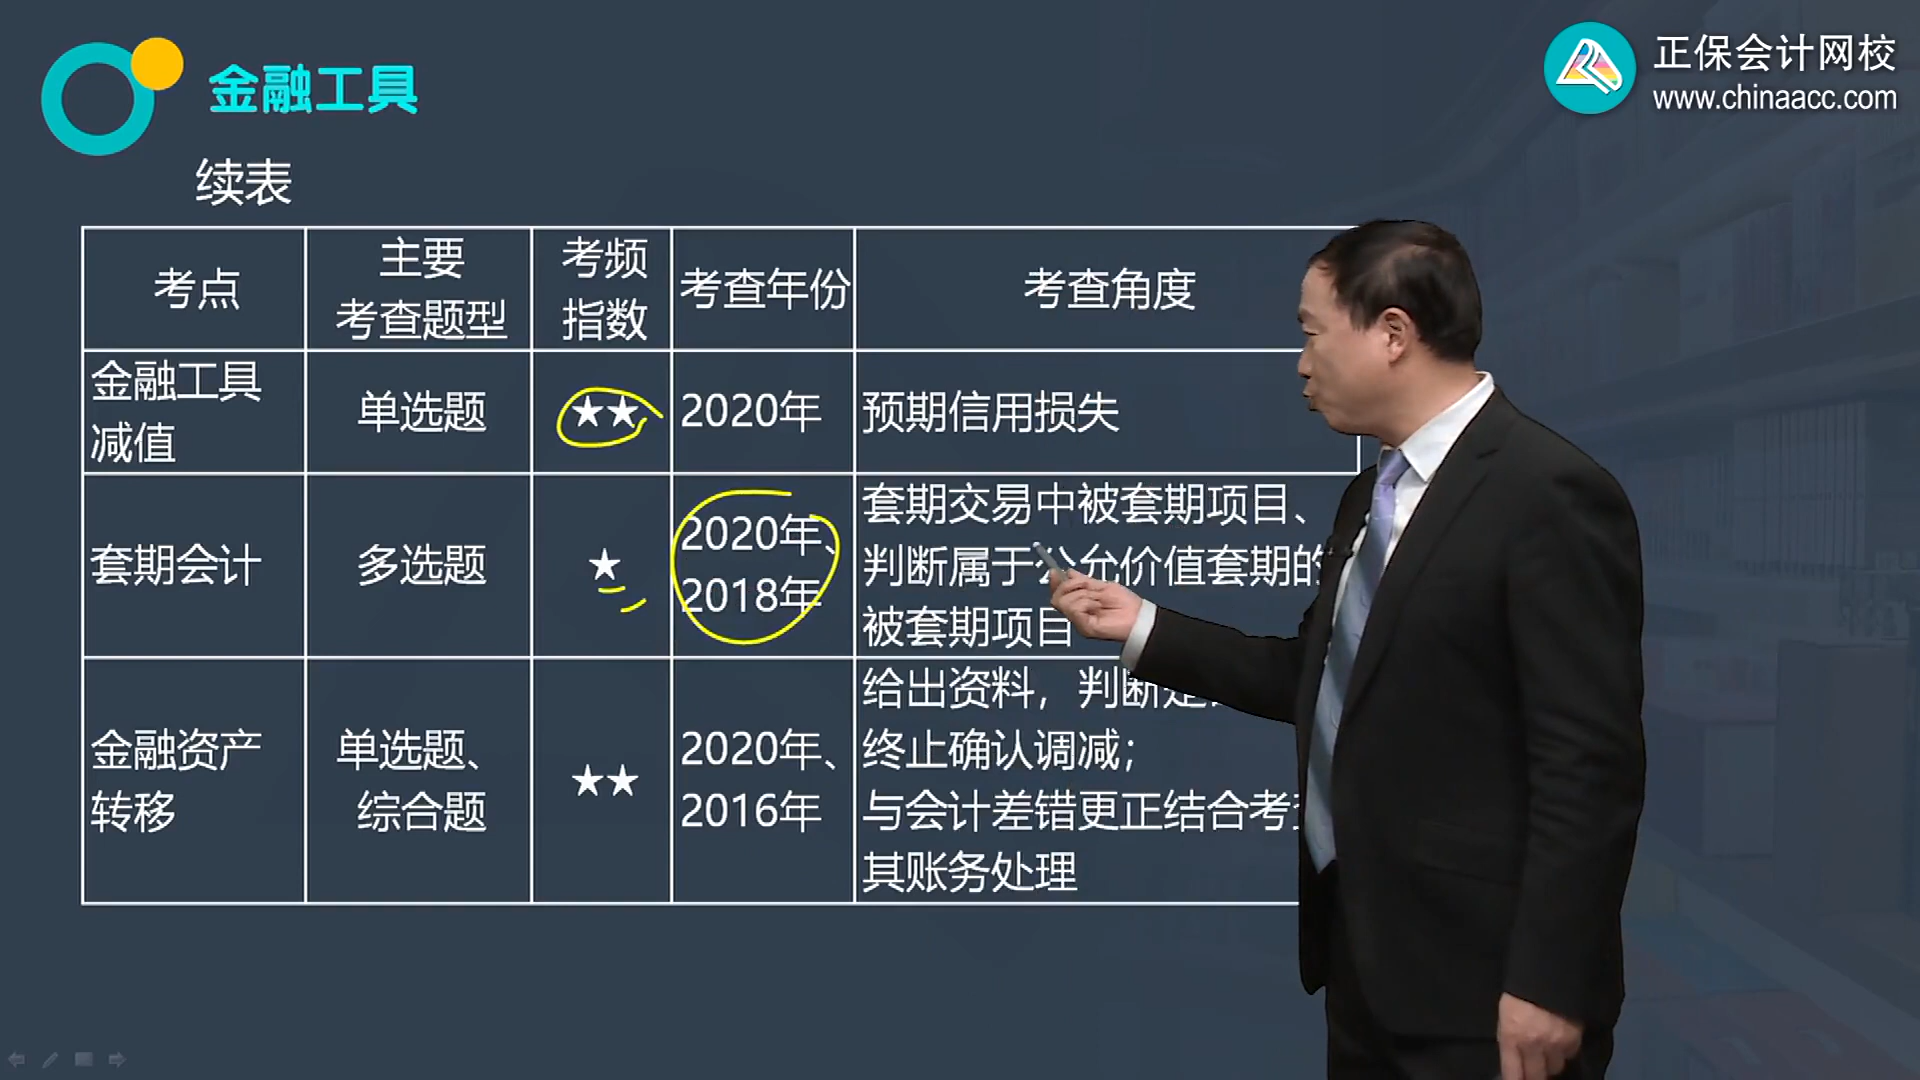 金融工具
正保会计网校
www.chinaacc.com
续表
考点
主要
考查题型
考频
指数
考查年份
考查角度
金融工具
减值
单选题
★★
2020年
预期信用损失
套期会计
多选题
★
2020年、
2018年
套期交易中被套期项目、
判断属于公允价值套期的
被套期项目
金融资产
转移
单选题、
综合题
★★
2020年、
2016年
给出资料，判断是
终止确认调减；
与会计差错更正结合考查
其账务处理